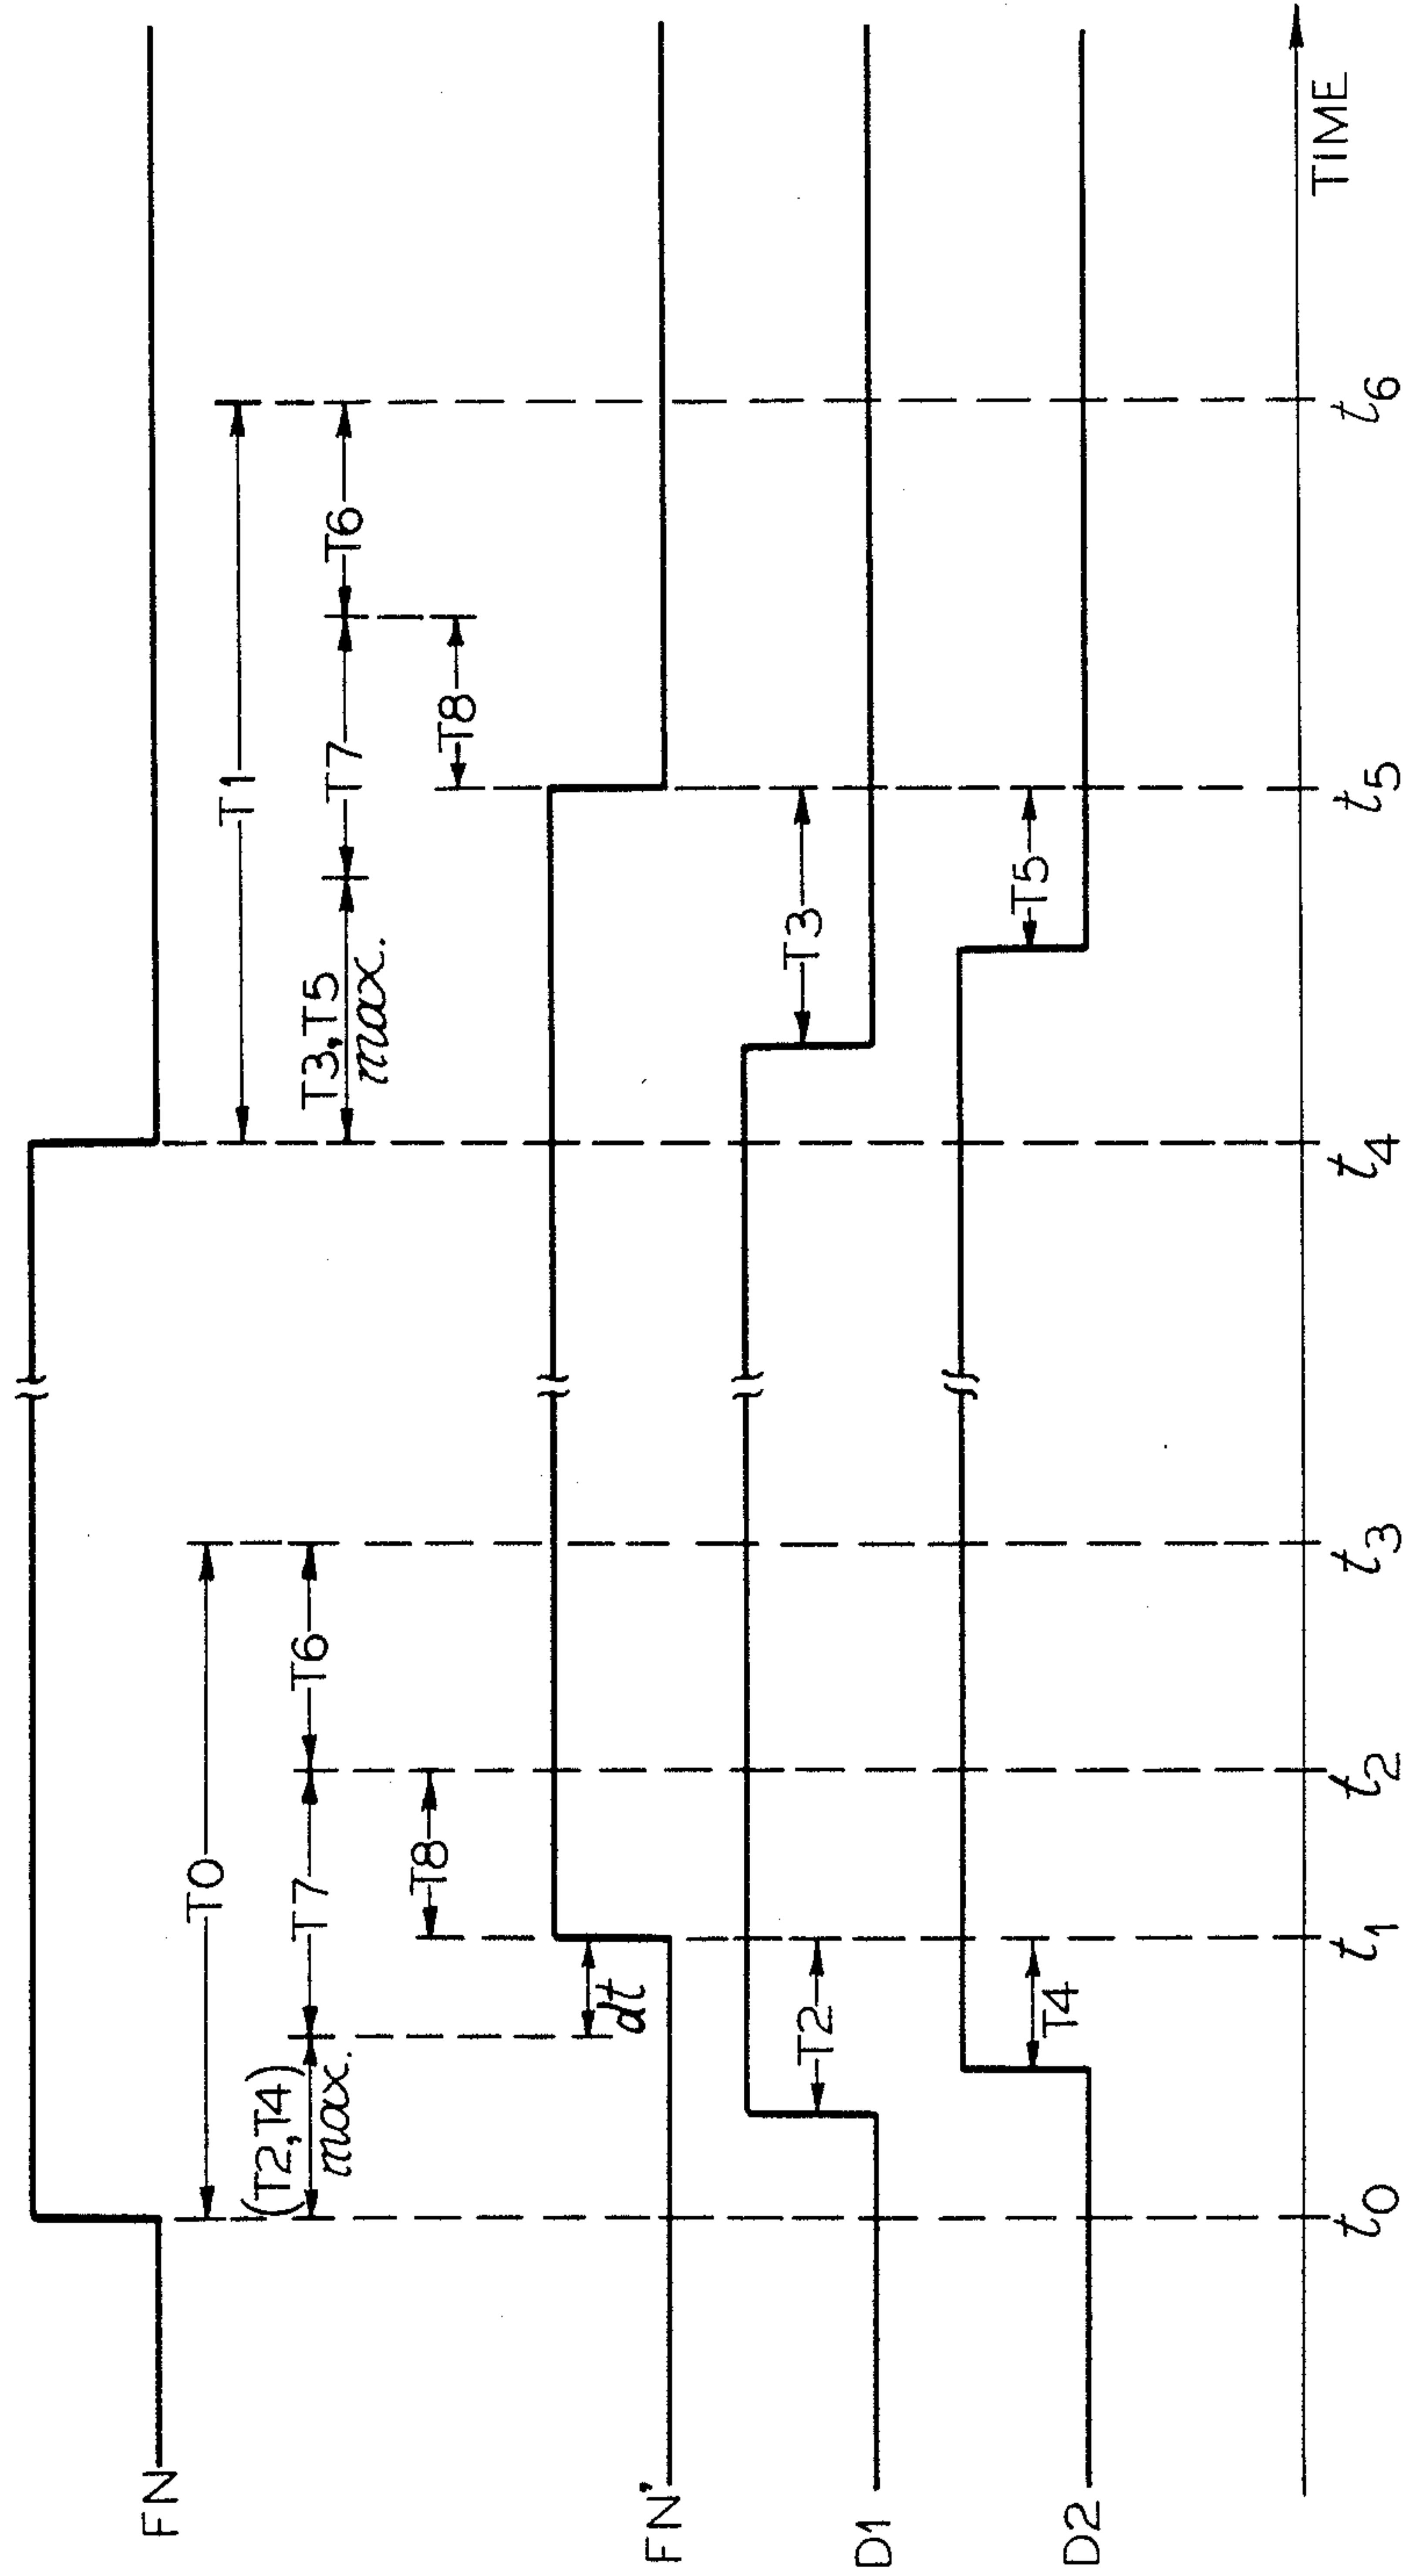 FN
T0
T1
(T2,T4)
max.
T7
T6
T3,T5
max.
T7
T6
T8
T8
FN'
dt
D1
T2
T3
D2
T4
T5
TIME
t0
t1
t2
t3
t4
t5
t6